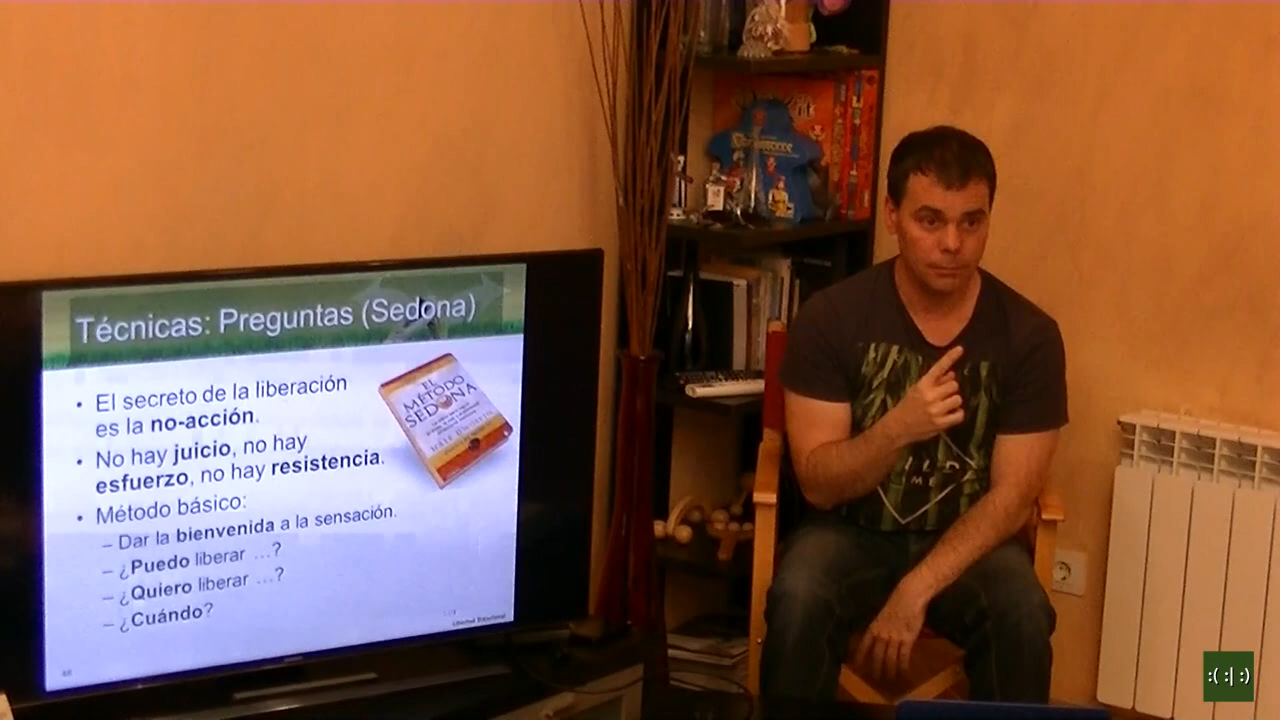 Técnicas: Preguntas (Sedona)
• El secreto de la liberación
es la no-acción.
• No hay juicio, no hay
esfuerzo, no hay resistencia.
• Método básico:
– Dar la bienvenida a la sensación.
– ¿Puedo liberar …?
– ¿Quiero liberar …?
– ¿Cuándo?
EL
MÉTODO
SEDONA
Carcassonne
:( :| :)